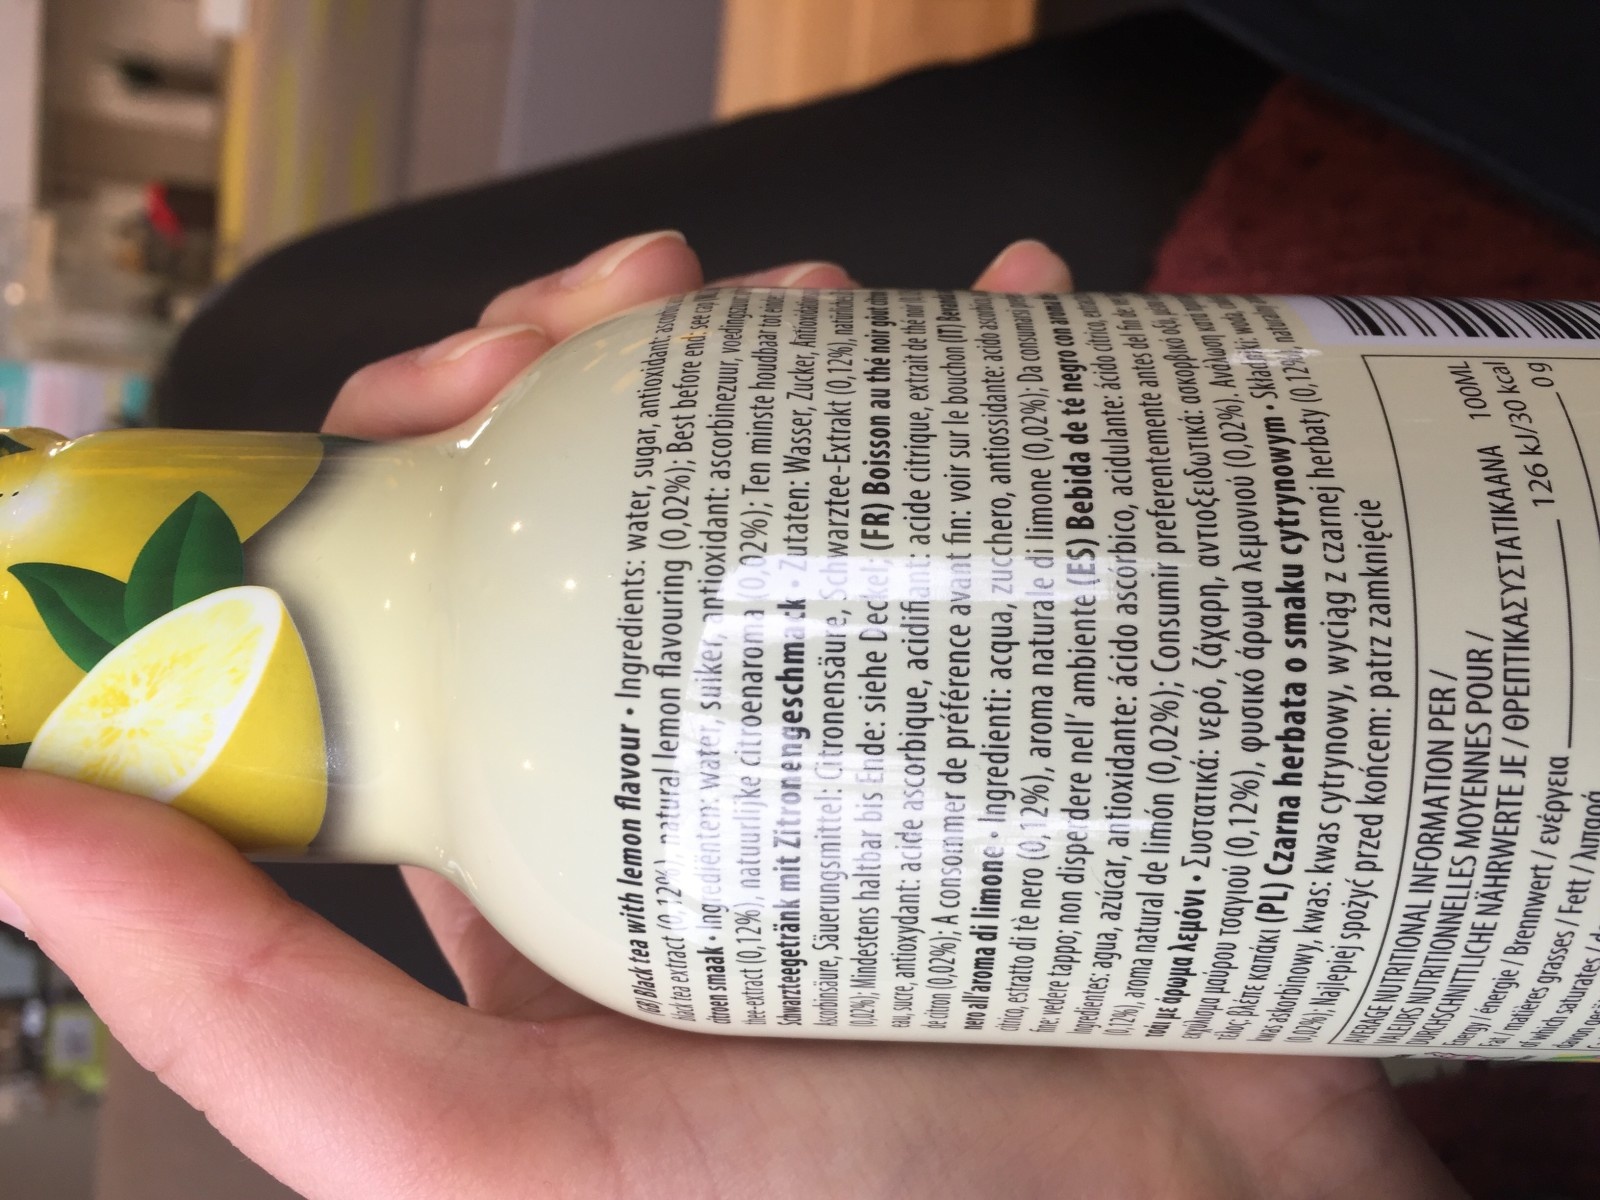 Black tea with lemon flavour • Ingredients: water, sugar, antioxidant:
black tea extract (0,12%), natural lemon flavouring (0,02%); Best before end: see
citroen smaak • Ingrediënten: water, suiker, antioxidant: ascorbinezuur, voedingszuur:
thee-extract (0,12%), natuurlijke citroenaroma (0,02%); Ten minste houdbaar tot einde:
Schwarzteegetränk mit Zitronengeschmack • Zutaten: Wasser, Zucker,
Ascorbinsäure, Säuerungsmittel: Citronensäure, Schwarztee-Extrakt (0,12%),
(0,02%); Mindestens haltbar bis Ende: siehe Deckel; (FR) Boisson au thé noir goût citron
eau, sucre, antioxydant: acide ascorbique, acidifiant: acide citrique, extrait de thé noir
de citron (0,02%); A consommer de préférence avant fin: voir sur le bouchon (IT)
nero all'aroma di limone • Ingredienti: acqua, zucchero, antiossidante: acido
citrico, estratto di tè nero (0,12%), aroma naturale di limone (0,02%); Da consumarsi
fine: vedere tappo; non disperdere nell' ambiente (ES) Bebida de té negro con
Ingredientes: agua, azúcar, antioxidante: ácido ascórbico, acidulante: ácido cítrico,
(0,12%), aroma natural de limón (0,02%); Consumir preferentemente antes del fin de
τσαγιού με άρωμα λεμόνι • Συστατικά: νερό, ζάχαρη, αντιοξειδωτικά: ασκορβικό οξύ,
εκχύλισμα μαύρου τσαγιού (0,12%), φυσικό άρωμα λεμονιού (0,02%). Ανάλωση κατά
τέλος: βλέπε καπάκι (PL) Czarna herbata o smaku cytrynowym • Składniki: woda,
kwas askorbinowy, kwas: kwas cytrynowy, wyciąg z czarnej herbaty (0,12%),
(0,02%); Najlepiej spożyć przed końcem: patrz zamknięcie
AVERAGE NUTRITIONAL INFORMATION PER /
VALEURS NUTRITIONNELLES MOYENNES POUR /
DURCHSCHNITTLICHE NÄHRWERTE JE / ΘΡΕΠΤΙΚΑΣΥΣΤΑΤΙΚΑΑΝΑ 100ML
Energy / énergie / Brennwert / ενέργεια 126 kJ/30 kcal
Fat / matières grasses / Fett / λιπαρά 0 g
of which saturates /